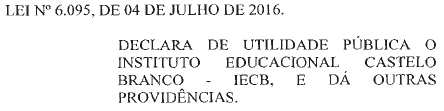 LEI Nº 6.095, DE 04 DE JULHO DE 2016.
DECLARA DE UTILIDADE PÚBLICA O
INSTITUTO EDUCACIONAL CASTELO
BRANCO - IECB, E DÁ OUTRAS
PROVIDÊNCIAS.